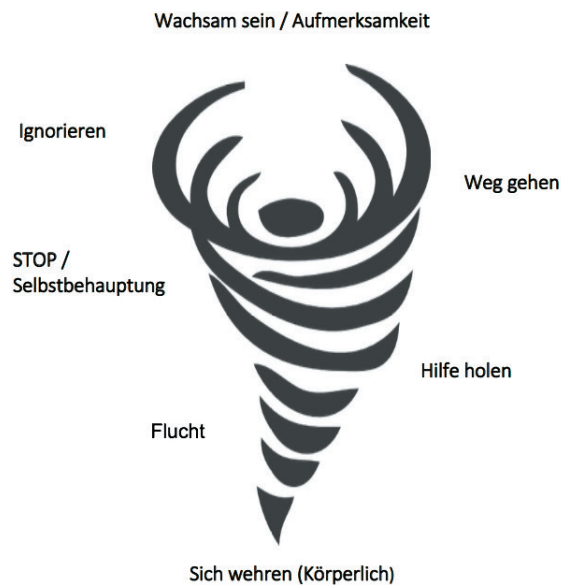 Wachsam sein / Aufmerksamkeit
Ignorieren
Weg gehen
STOP /
Selbstbehauptung
Hilfe holen
Flucht
Sich wehren (Körperlich)